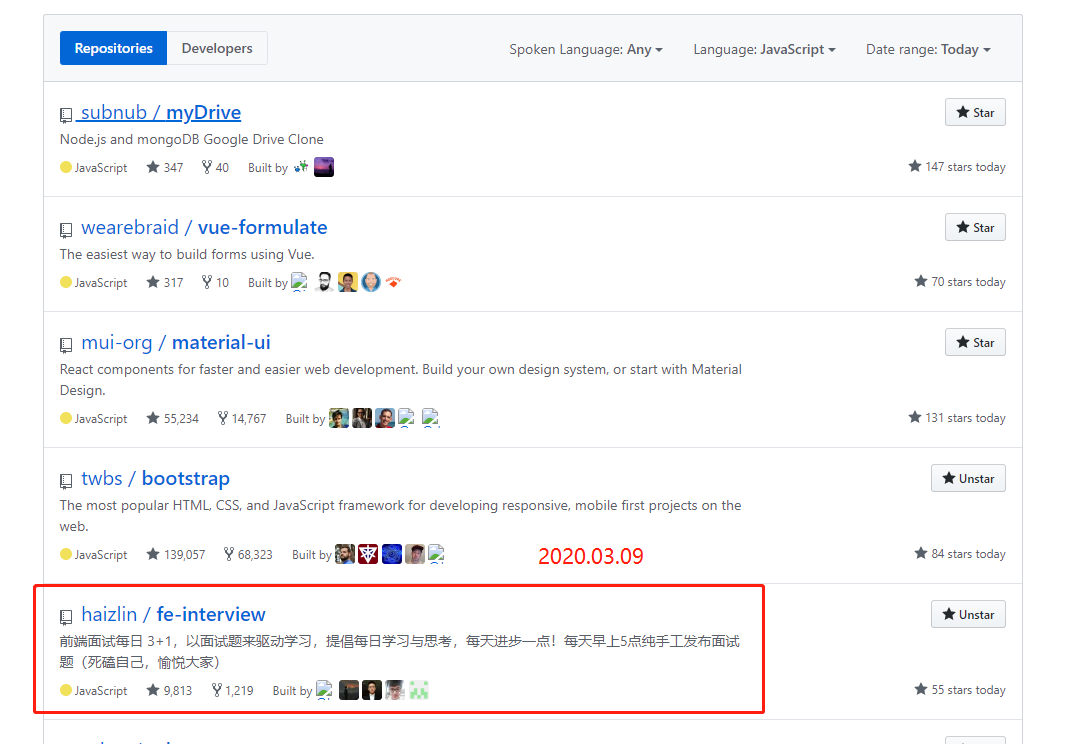 Repositories Developers Spoken Language: Any Language: JavaScript Date range: Today
subnub / myDrive Star
Node.js and mongoDB Google Drive Clone
JavaScript 347 40 Built by 147 stars today
wearebraid / vue-formulate Star
The easiest way to build forms using Vue.
JavaScript 317 10 Built by 70 stars today
mui-org / material-ui Star
React components for faster and easier web development. Build your own design system, or start with Material
Design.
JavaScript 55,234 14,767 Built by 131 stars today
twbs / bootstrap Unstar
The most popular HTML, CSS, and JavaScript framework for developing responsive, mobile first projects on the
web.
JavaScript 139,057 68,323 Built by 2020.03.09 84 stars today
haizlin / fe-interview Unstar
前端面试每日 3+1，以面试题来驱动学习，提倡每日学习与思考，每天进步一点！每天早上5点纯手工发布面试
题（死磕自己，愉悦大家）
JavaScript 9,813 1,219 Built by 55 stars today